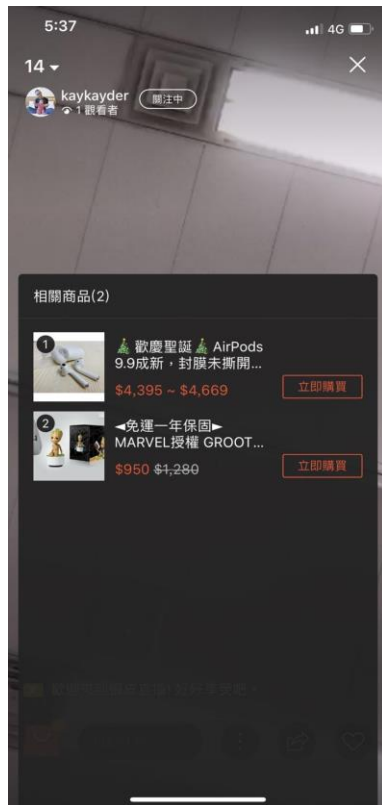 5:37
4G
14
kaykayder
關注中
1 觀看者
相關商品(2)
1
🎄 歡慶聖誕 🎄 AirPods
9.9成新，封膜未撕開...
$4,395 ~ $4,669
立即購買
2
◄免運一年保固►
MARVEL授權 GROOT...
$950 $1,280
立即購買